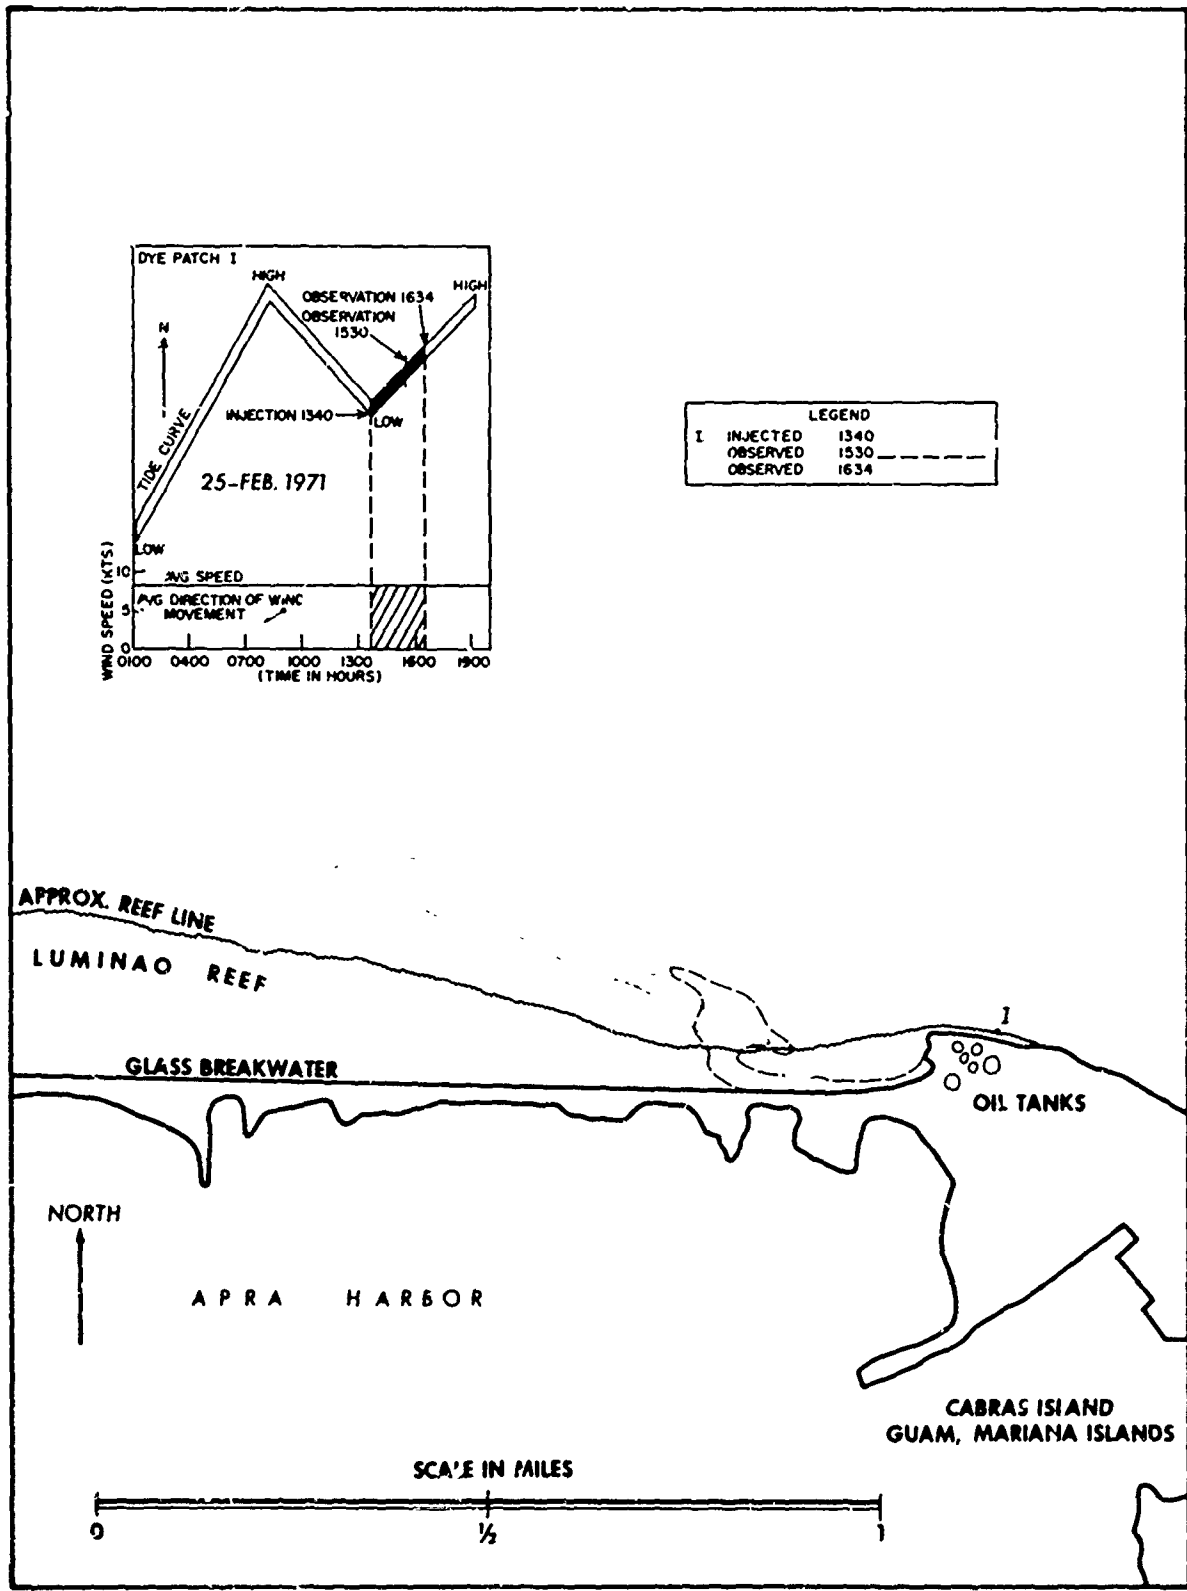 DYE PATCH I
HIGH
HIGH
OBSERVATION 1634
OBSERVATION
1530
N
INJECTION 1340
LOW
TIDE CURVE
25-FEB. 1971
LOW
WIND SPEED (KTS.)
10
5
0
AVG SPEED
AVG DIRECTION OF WIND
MOVEMENT
0100 0400 0700 1000 1300 1600 1900
(TIME IN HOURS)
LEGEND
I INJECTED 1340
OBSERVED 1530
OBSERVED 1634
APPROX. REEF LINE
LUMINAO REEF
I
GLASS BREAKWATER
OIL TANKS
NORTH
APRA HARBOR
CABRAS ISLAND
GUAM, MARIANA ISLANDS
SCALE IN MILES
0 ½ 1